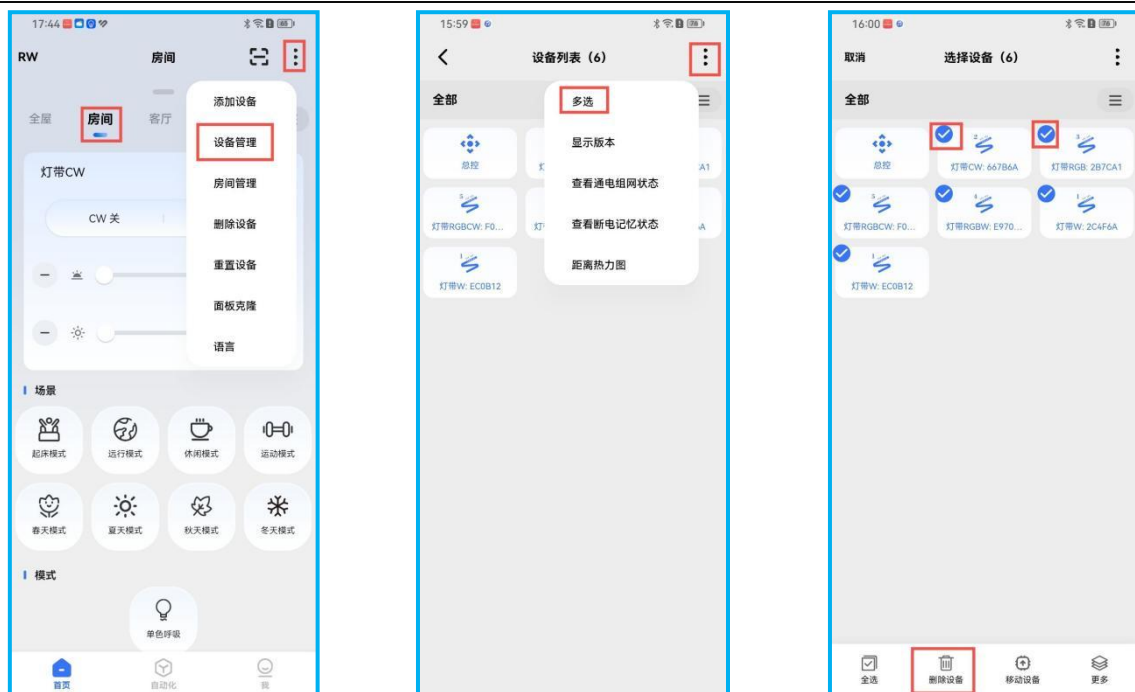 17:44
RW
房间
全屋
房间
客厅
添加设备
设备管理
房间管理
删除设备
重置设备
面板克隆
语言
灯带CW
CW 关
场景
起床模式
远行模式
休闲模式
运动模式
春天模式
夏天模式
秋天模式
冬天模式
模式
单色呼吸
首页
自动化
我
15:59
设备列表（6）
全部
多选
显示版本
查看通电组网状态
查看断电记忆状态
距离热力图
总控
灯
CA1
灯带RGBCW: F0...
灯
6A
灯带W: EC0B12
16:00
取消
选择设备（6）
全部
总控
灯带CW: 667B6A
灯带RGB: 2B7CA1
灯带RGBCW: F0...
灯带RGBW: E970...
灯带W: 2C4F6A
灯带W: EC0B12
全选
删除设备
移动设备
更多